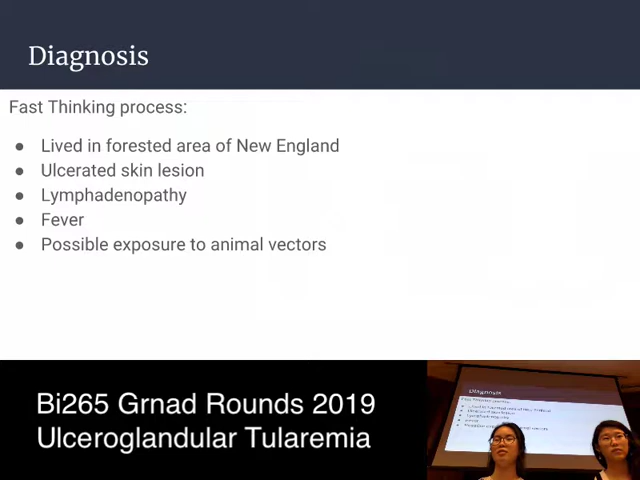 Diagnosis
Fast Thinking process:
● Lived in forested area of New England
● Ulcerated skin lesion
● Lymphadenopathy
● Fever
● Possible exposure to animal vectors
Bi265 Grnad Rounds 2019
Ulceroglandular Tularemia
Diagnosis